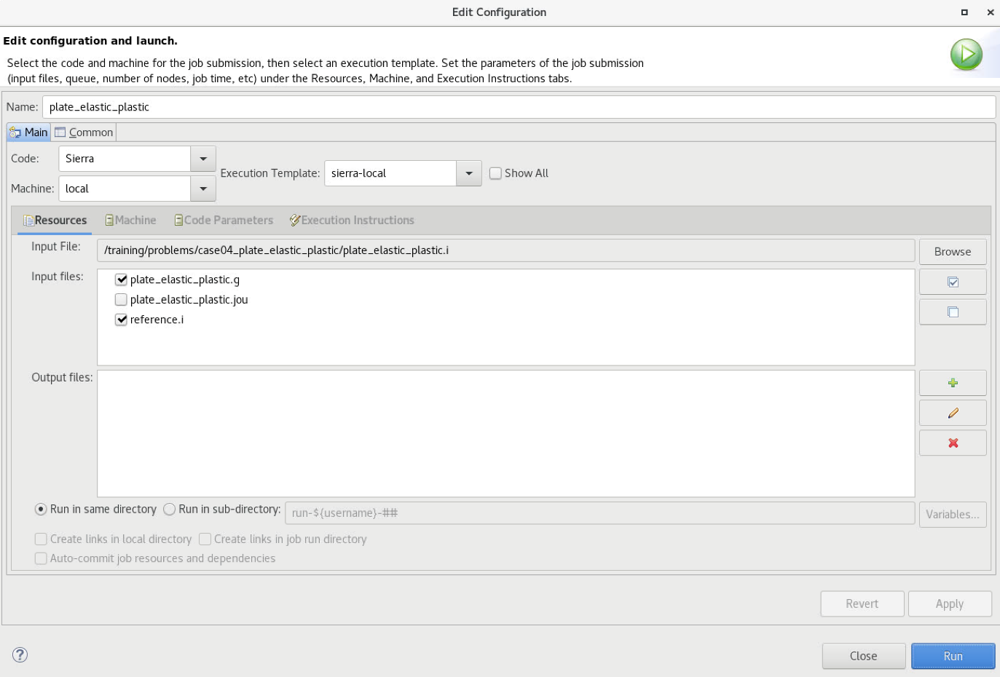 Edit Configuration
Edit configuration and launch.
Select the code and machine for the job submission, then select an execution template. Set the parameters of the job submission
(input files, queue, number of nodes, job time, etc) under the Resources, Machine, and Execution Instructions tabs.
Name: plate_elastic_plastic
Main Common
Code: Sierra
Execution Template: sierra-local Show All
Machine: local
Resources Machine Code Parameters Execution Instructions
Input File: /training/problems/case04_plate_elastic_plastic/plate_elastic_plastic.i Browse
Input files: plate_elastic_plastic.g
plate_elastic_plastic.jou
reference.i
Output files:
Run in same directory Run in sub-directory: run-${username}-## Variables...
Create links in local directory Create links in job run directory
Auto-commit job resources and dependencies
Revert Apply
? Close Run